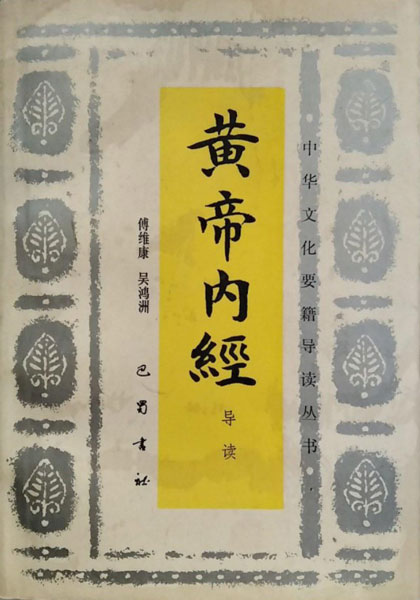 中华文化要籍导读丛书
黄帝内經
导读
傅维康 吴鸿洲
巴蜀书社